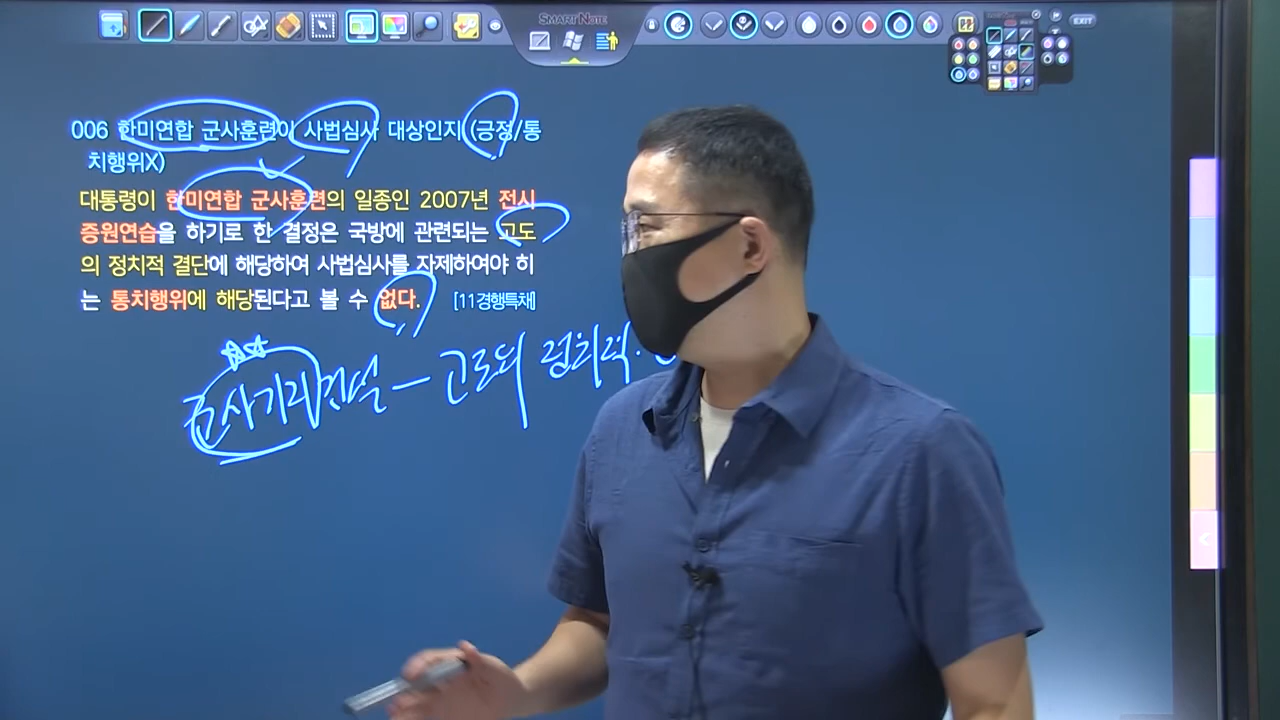 SMARTNOTE
EXIT
006 한미연합 군사훈련이 사법심사 대상인지 (긍정/통
치행위X)
대통령이 한미연합 군사훈련의 일종인 2007년 전시
증원연습을 하기로 한 결정은 국방에 관련되는 고도
의 정치적 결단에 해당하여 사법심사를 자제하여야 하
는 통치행위에 해당된다고 볼 수 없다. [11경행특채]
군사기지건설 – 고도의 정치적.